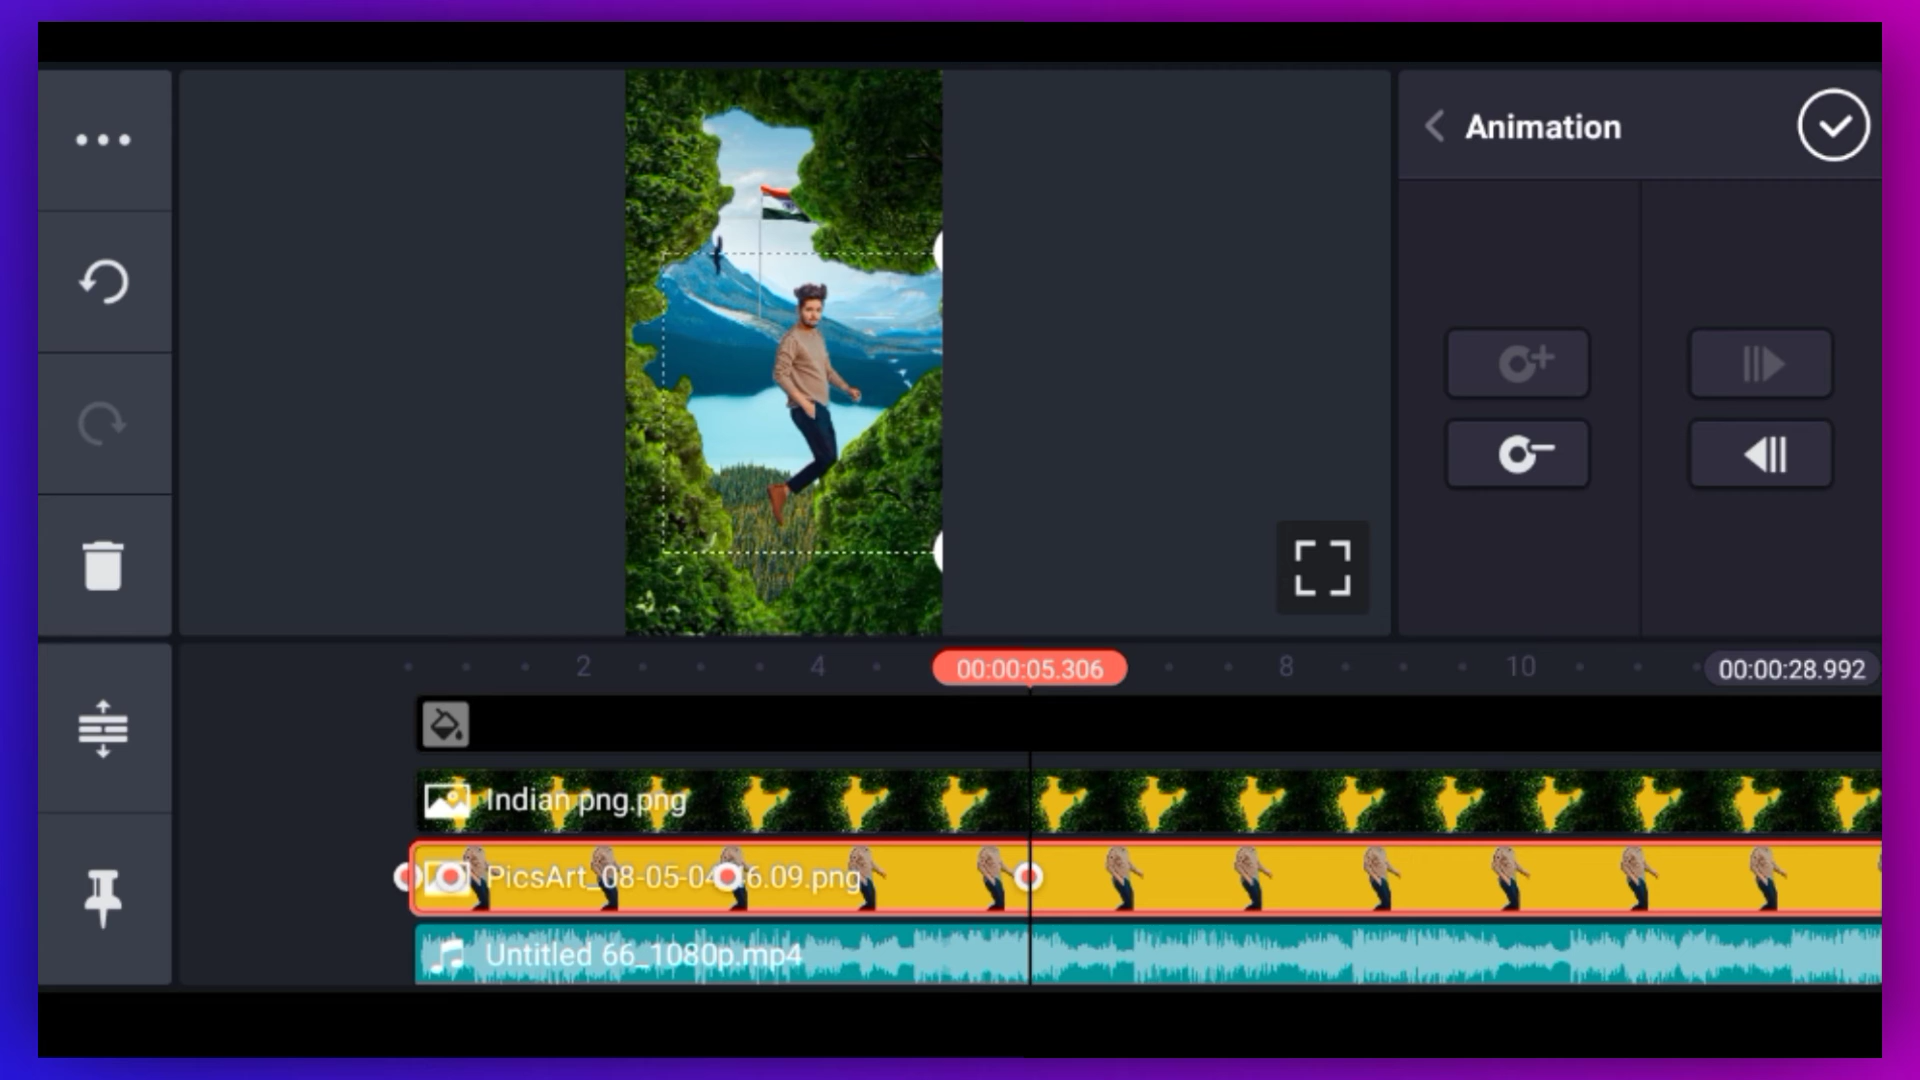 Animation
2
4
00:00:05.306
8
10
00:00:28.992
Indian png.png
PicsArt_08-05-04 6.09.png
Untitled 66_1080p.mp4